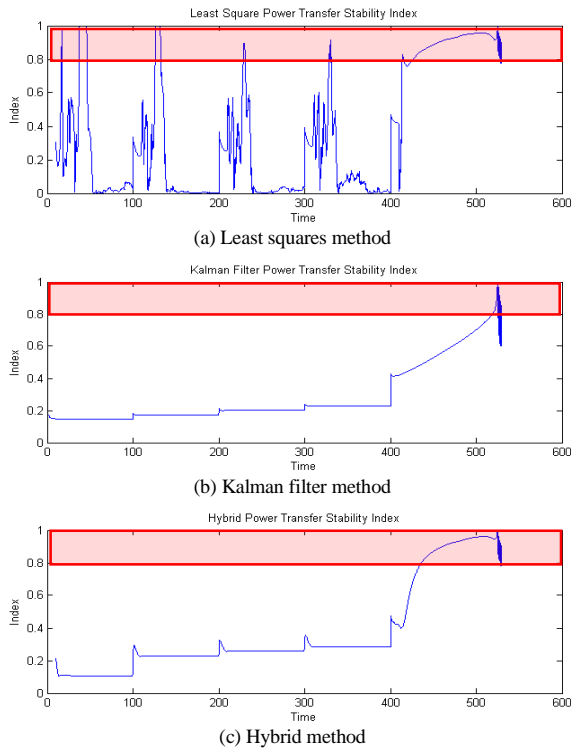 Least Square Power Transfer Stability Index
1
0.8
0.6
0.4
0.2
0
Index
0 100 200 300 400 500 600
Time
(a) Least squares method
Kalman Filter Power Transfer Stability Index
1
0.8
0.6
0.4
0.2
0
Index
0 100 200 300 400 500 600
Time
(b) Kalman filter method
Hybrid Power Transfer Stability Index
1
0.8
0.6
0.4
0.2
0
Index
0 100 200 300 400 500 600
Time
(c) Hybrid method